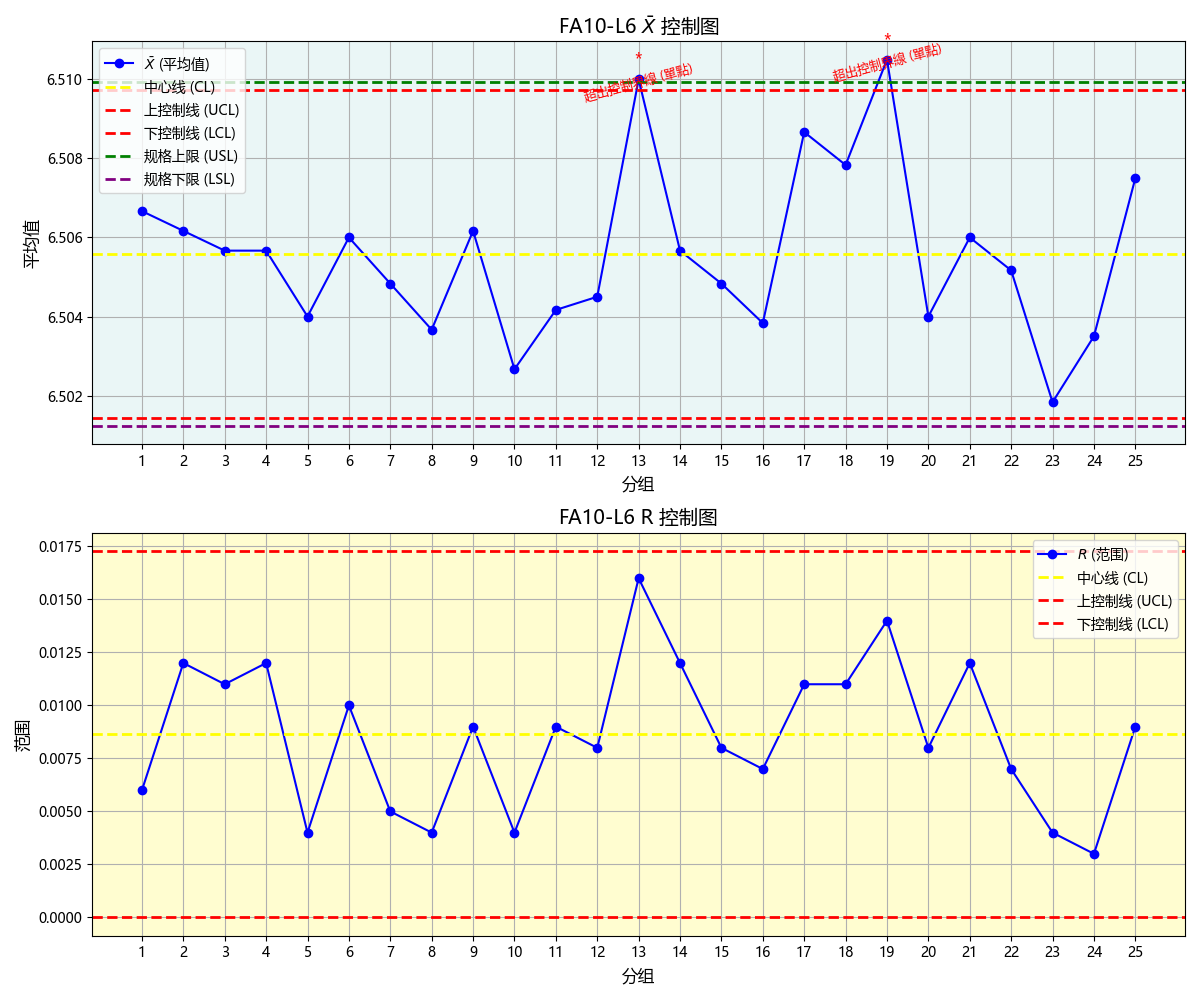 FA10-L6 X̄ 控制图
*
*
超出控制界線 (單點)
超出控制界線 (單點)
X̄ (平均值)
中心线 (CL)
上控制线 (UCL)
下控制线 (LCL)
规格上限 (USL)
规格下限 (LSL)
6.510
6.508
6.506
6.504
6.502
平均值
1 2 3 4 5 6 7 8 9 10 11 12 13 14 15 16 17 18 19 20 21 22 23 24 25
分组
FA10-L6 R 控制图
R (范围)
中心线 (CL)
上控制线 (UCL)
下控制线 (LCL)
0.0175
0.0150
0.0125
0.0100
0.0075
0.0050
0.0025
0.0000
范围
1 2 3 4 5 6 7 8 9 10 11 12 13 14 15 16 17 18 19 20 21 22 23 24 25
分组